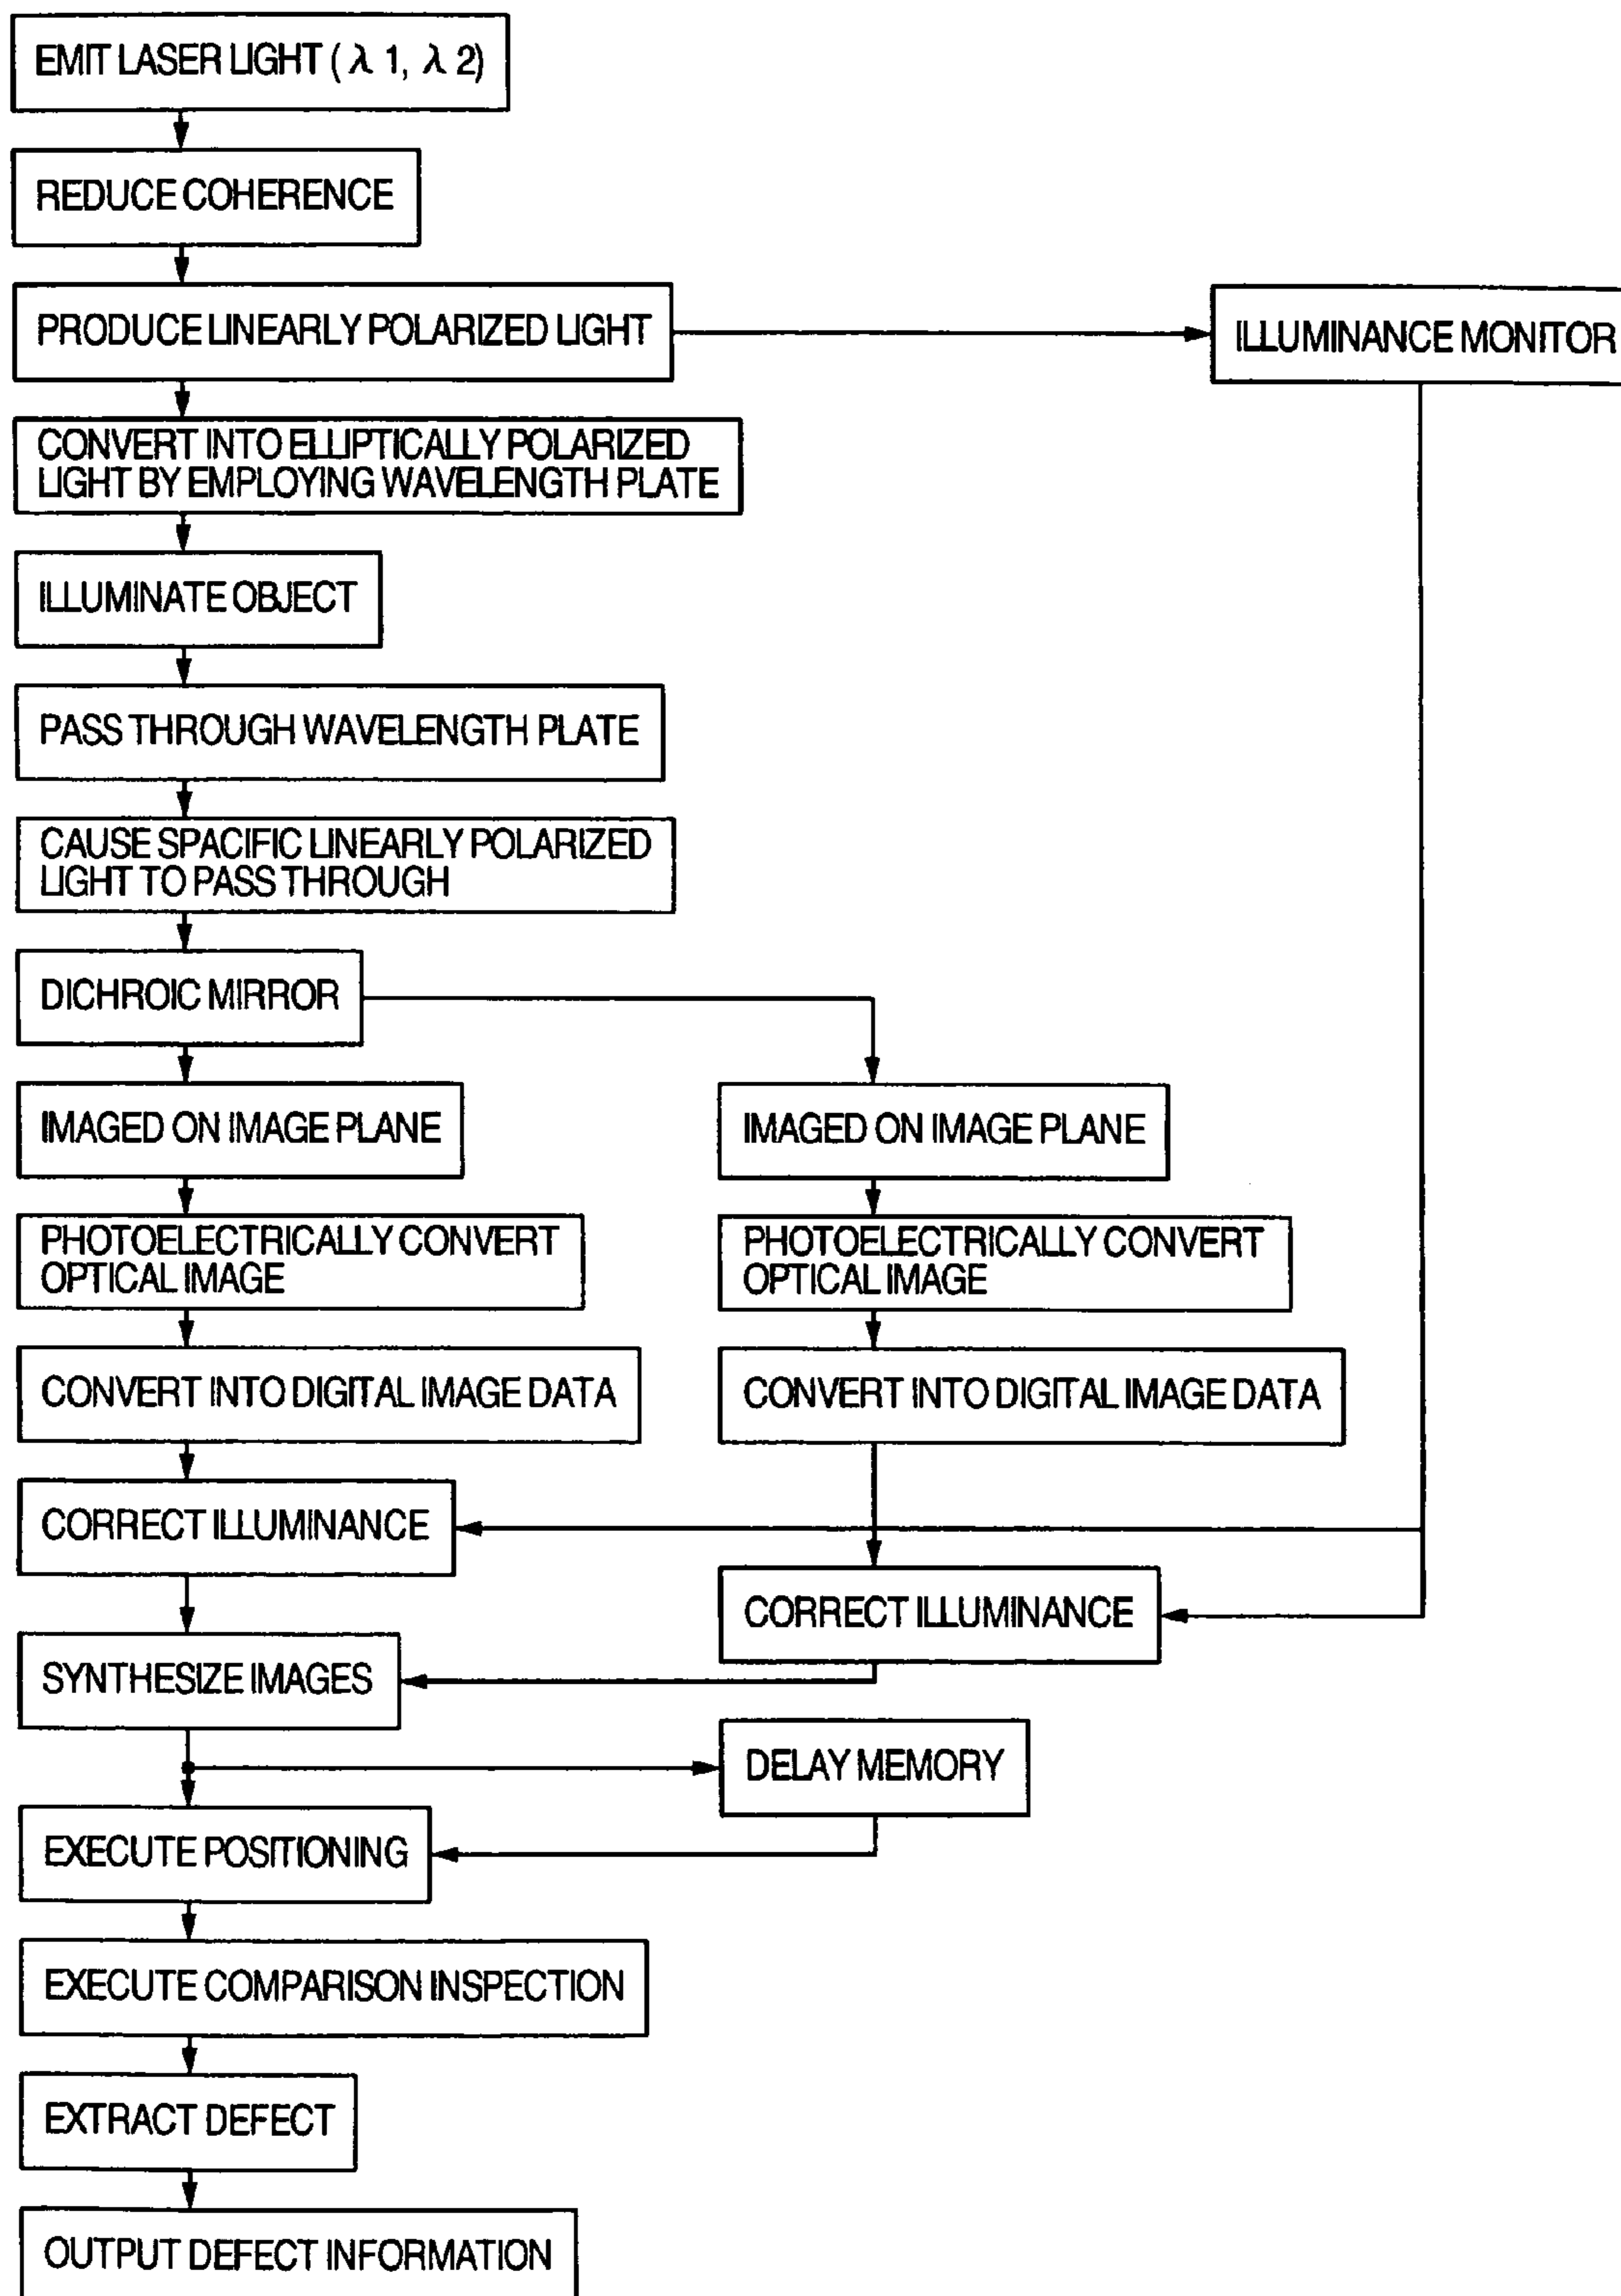 EMIT LASER LIGHT ( λ 1, λ 2)
REDUCE COHERENCE
PRODUCE LINEARLY POLARIZED LIGHT
ILLUMINANCE MONITOR
CONVERT INTO ELLIPTICALLY POLARIZED
LIGHT BY EMPLOYING WAVELENGTH PLATE
ILLUMINATE OBJECT
PASS THROUGH WAVELENGTH PLATE
CAUSE SPACIFIC LINEARLY POLARIZED
LIGHT TO PASS THROUGH
DICHROIC MIRROR
IMAGED ON IMAGE PLANE
IMAGED ON IMAGE PLANE
PHOTOELECTRICALLY CONVERT
OPTICAL IMAGE
PHOTOELECTRICALLY CONVERT
OPTICAL IMAGE
CONVERT INTO DIGITAL IMAGE DATA
CONVERT INTO DIGITAL IMAGE DATA
CORRECT ILLUMINANCE
CORRECT ILLUMINANCE
SYNTHESIZE IMAGES
DELAY MEMORY
EXECUTE POSITIONING
EXECUTE COMPARISON INSPECTION
EXTRACT DEFECT
OUTPUT DEFECT INFORMATION